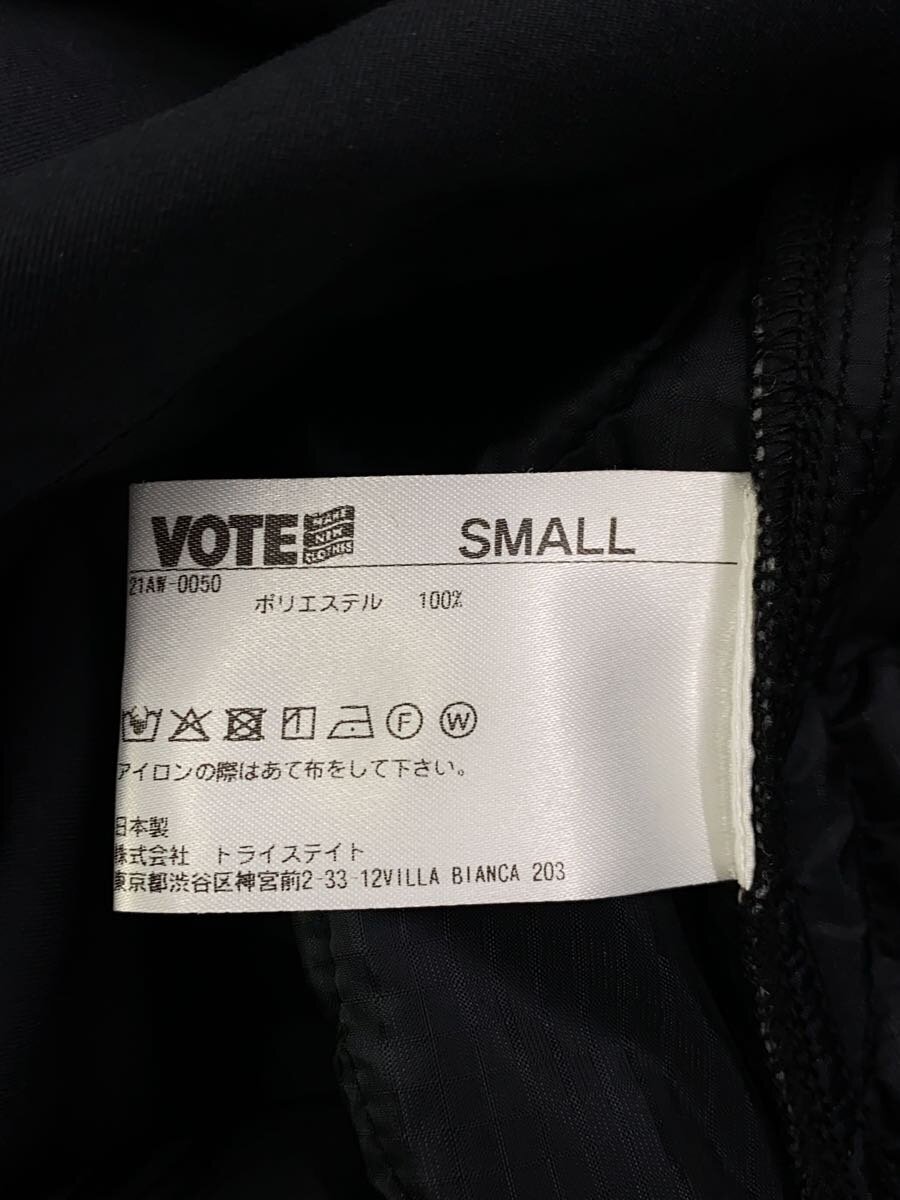 VOTE MAKE NEW CLOTHES SMALL
21AW-0050
ポリエステル 100%
F W
アイロンの際はあて布をして下さい。
日本製
株式会社 トライステイト
東京都渋谷区神宮前2-33-12VILLA BIANCA 203